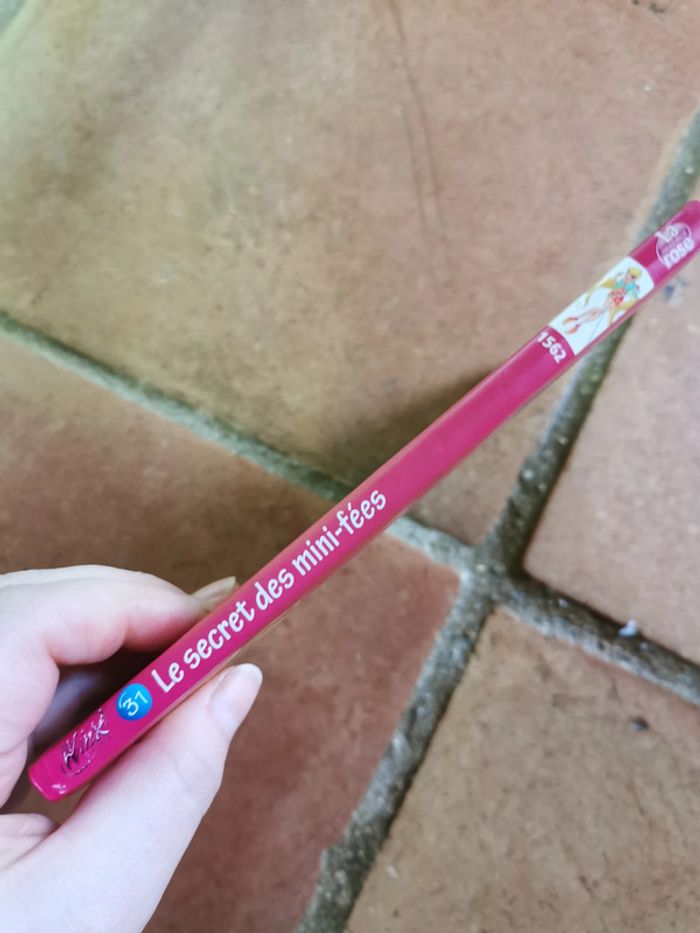 Winx
31
Le secret des mini-fées
1562
rose